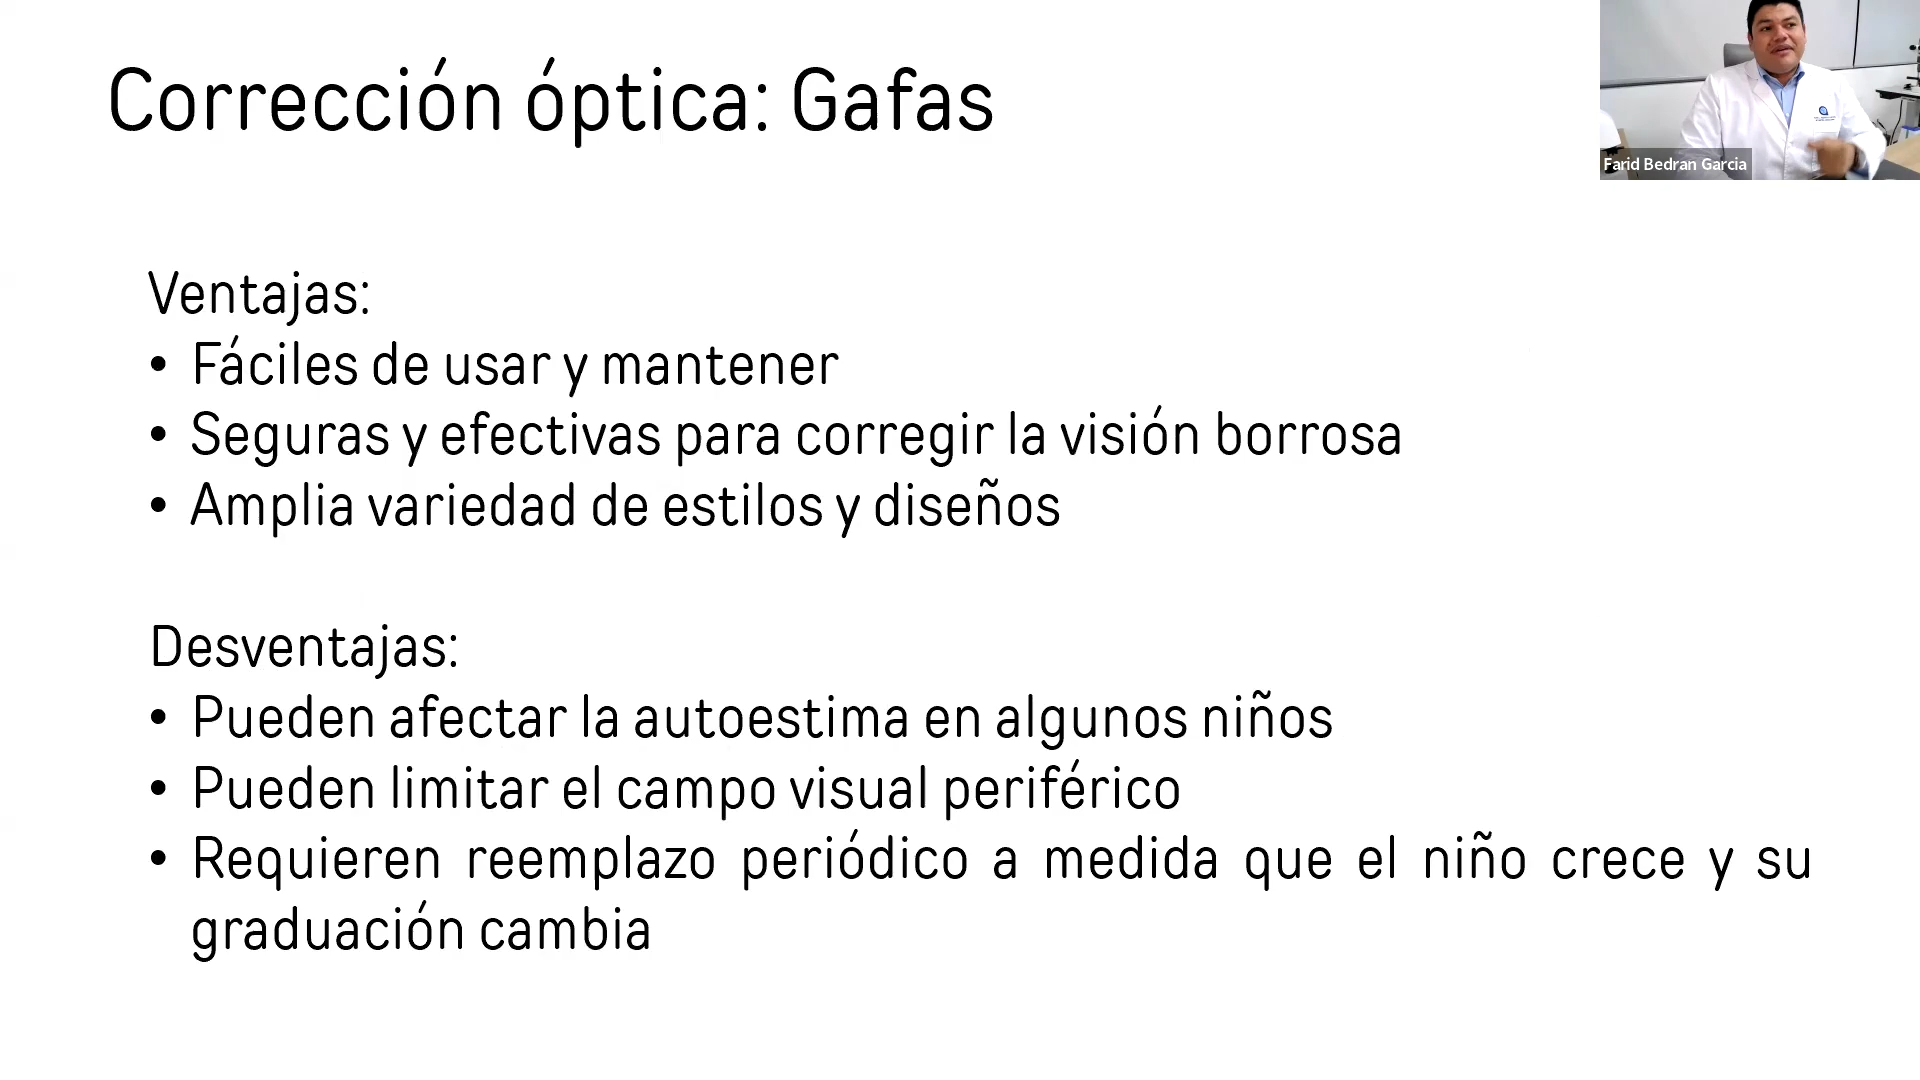 Corrección óptica: Gafas
Farid Bedran Garcia
Ventajas:
• Fáciles de usar y mantener
• Seguras y efectivas para corregir la visión borrosa
• Amplia variedad de estilos y diseños
Desventajas:
• Pueden afectar la autoestima en algunos niños
• Pueden limitar el campo visual periférico
• Requieren reemplazo periódico a medida que el niño crece y su
graduación cambia